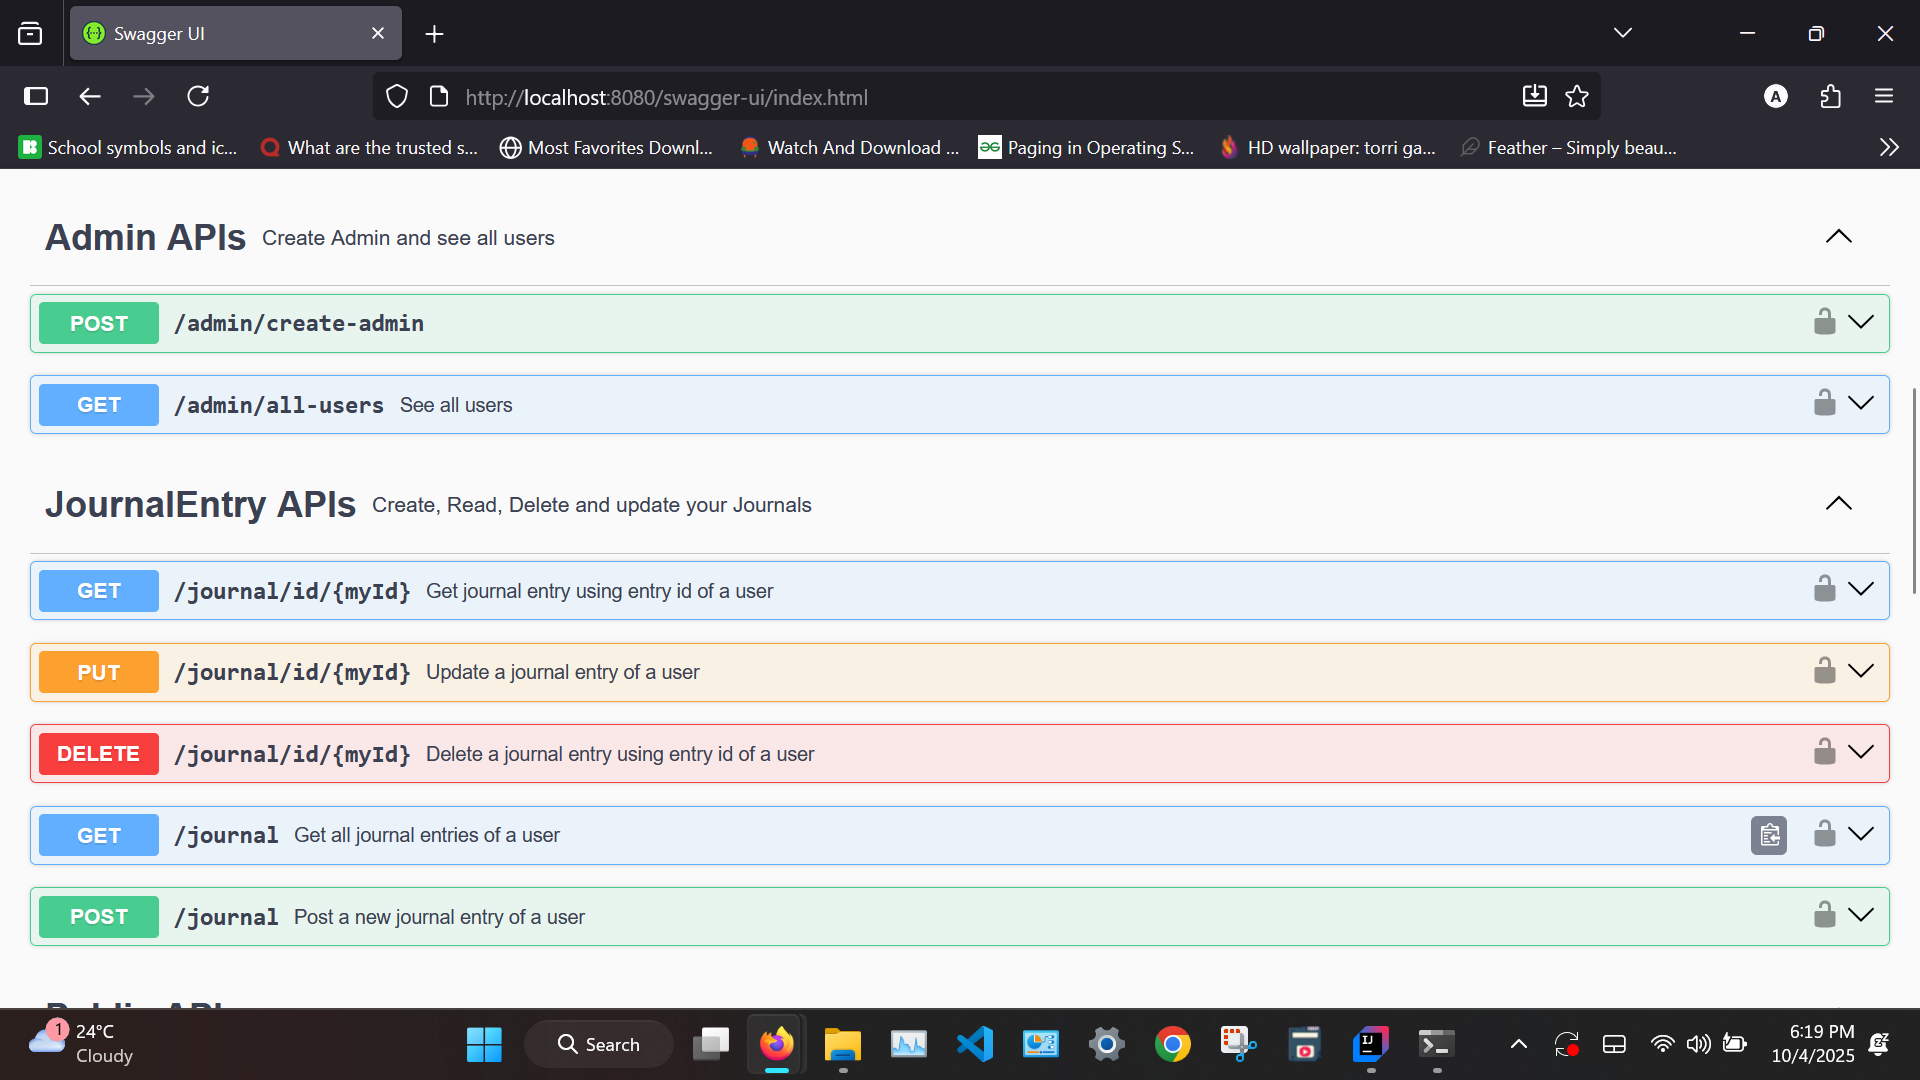 Swagger UI
http://localhost:8080/swagger-ui/index.html
A
School symbols and ic...
What are the trusted s...
Most Favorites Downl...
Watch And Download ...
Paging in Operating S...
HD wallpaper: torri ga...
Feather – Simply beau...
Admin APIs Create Admin and see all users
POST /admin/create-admin
GET /admin/all-users See all users
JournalEntry APIs Create, Read, Delete and update your Journals
GET /journal/id/{myId} Get journal entry using entry id of a user
PUT /journal/id/{myId} Update a journal entry of a user
DELETE /journal/id/{myId} Delete a journal entry using entry id of a user
GET /journal Get all journal entries of a user
POST /journal Post a new journal entry of a user
1
24°C
Cloudy
Search
IJ
6:19 PM
10/4/2025